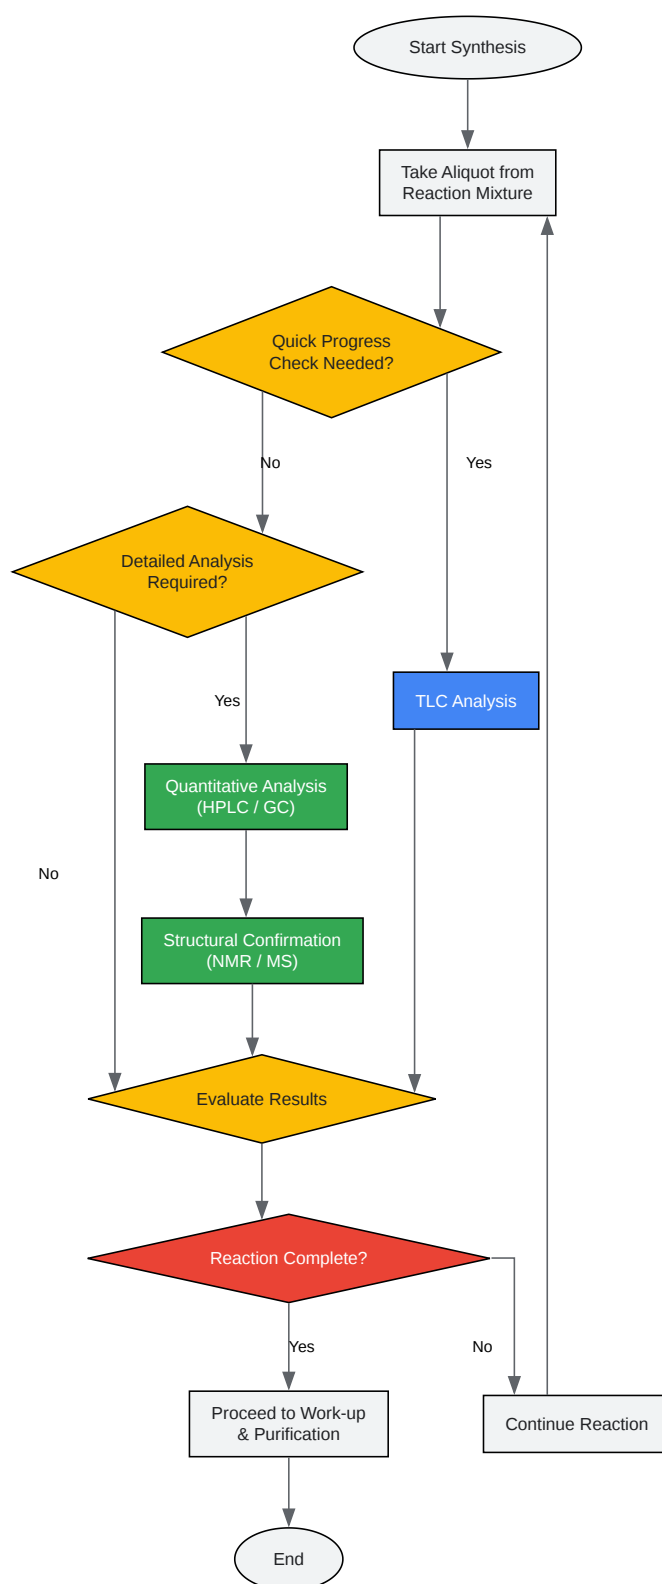 Start Synthesis
Take Aliquot from
Reaction Mixture
Quick Progress
Check Needed?
No
Yes
Detailed Analysis
Required?
Yes
TLC Analysis
Quantitative Analysis
(HPLC / GC)
No
Structural Confirmation
(NMR / MS)
Evaluate Results
Reaction Complete?
Yes
No
Proceed to Work-up
& Purification
Continue Reaction
End